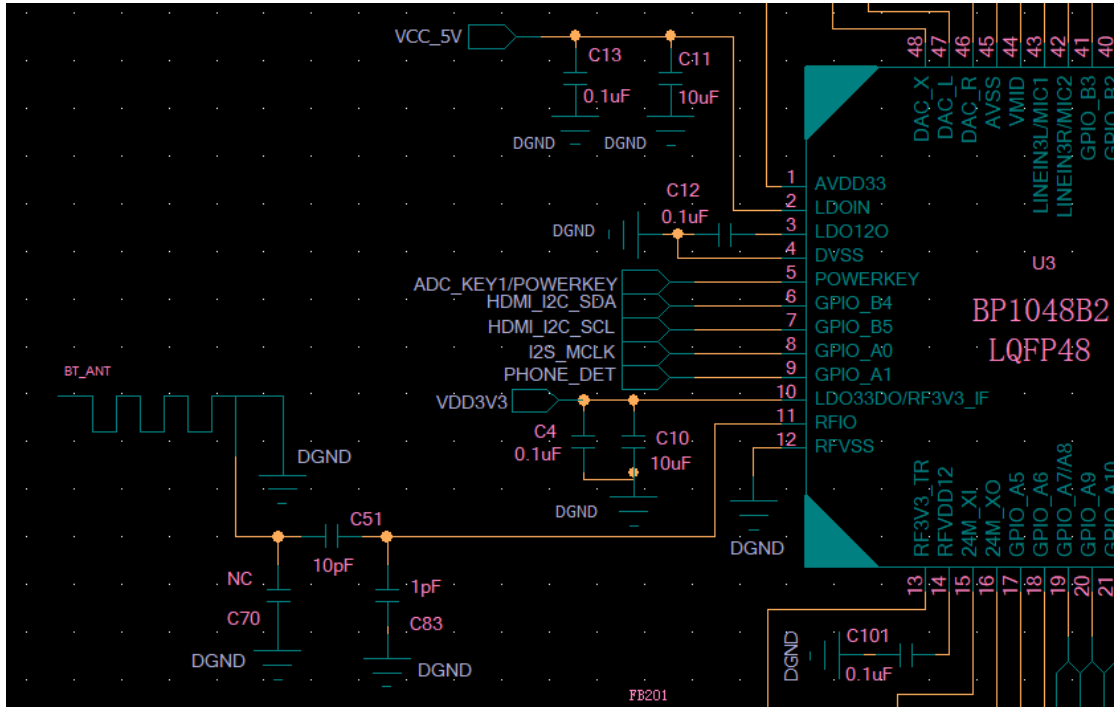 VCC_5V
C13
0.1uF
DGND
C11
10uF
DGND
48
47
46
45
44
43
42
41
40
DAC_X
DAC_L
DAC_R
AVSS
VMID
LINEIN3L/MIC1
LINEIN3R/MIC2
GPIO_B3
GPIO_B2
C12
0.1uF
DGND
1 AVDD33
2 LDOIN
3 LDO12O
4 DVSS
ADC_KEY1/POWERKEY 5 POWERKEY
HDMI_I2C_SDA 6 GPIO_B4
HDMI_I2C_SCL 7 GPIO_B5
I2S_MCLK 8 GPIO_A0
PHONE_DET 9 GPIO_A1
VDD3V3 10 LDO33DO/RF3V3_IF
11 RFIO
12 RFVSS
U3
BP1048B2
LQFP48
BT_ANT
DGND
C4
0.1uF
C10
10uF
DGND
DGND
C51
10pF
NC
C70
DGND
1pF
C83
DGND
RF3V3_TR
RFVDD12
24M_XI
24M_XO
GPIO_A5
GPIO_A6
GPIO_A7/A8
GPIO_A9
GPIO_A10
13
14
15
16
17
18
19
20
21
DGND
C101
0.1uF
FB201